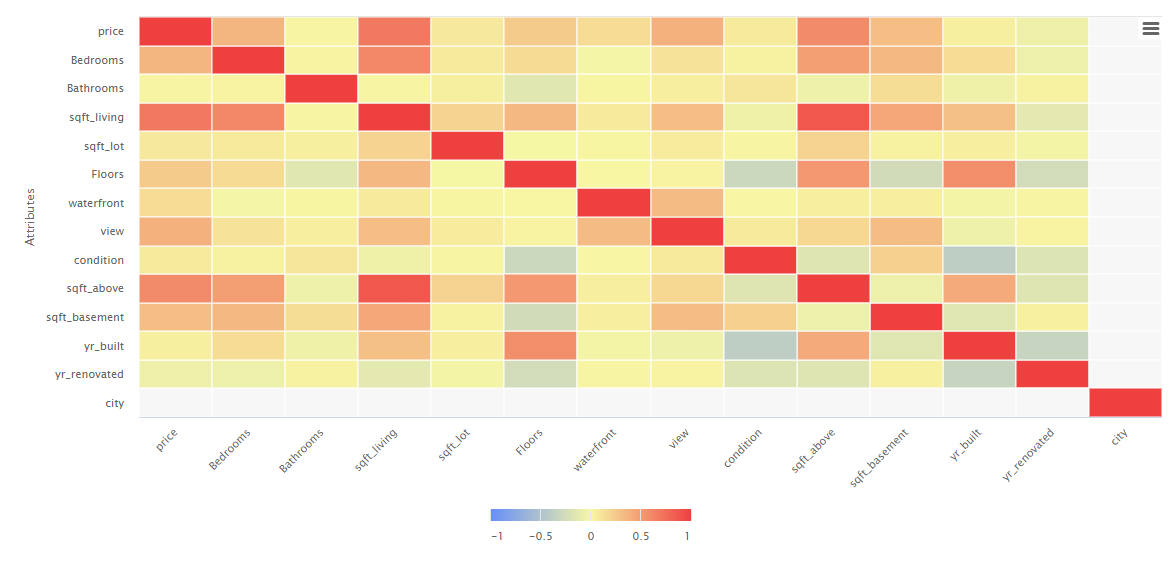 price
Bedrooms
Bathrooms
sqft_living
sqft_lot
Floors
waterfront
view
condition
sqft_above
sqft_basement
yr_built
yr_renovated
city
Attributes
price Bedrooms Bathrooms sqft_living sqft_lot Floors waterfront view condition sqft_above sqft_basement yr_built yr_renovated city
-1 -0.5 0 0.5 1